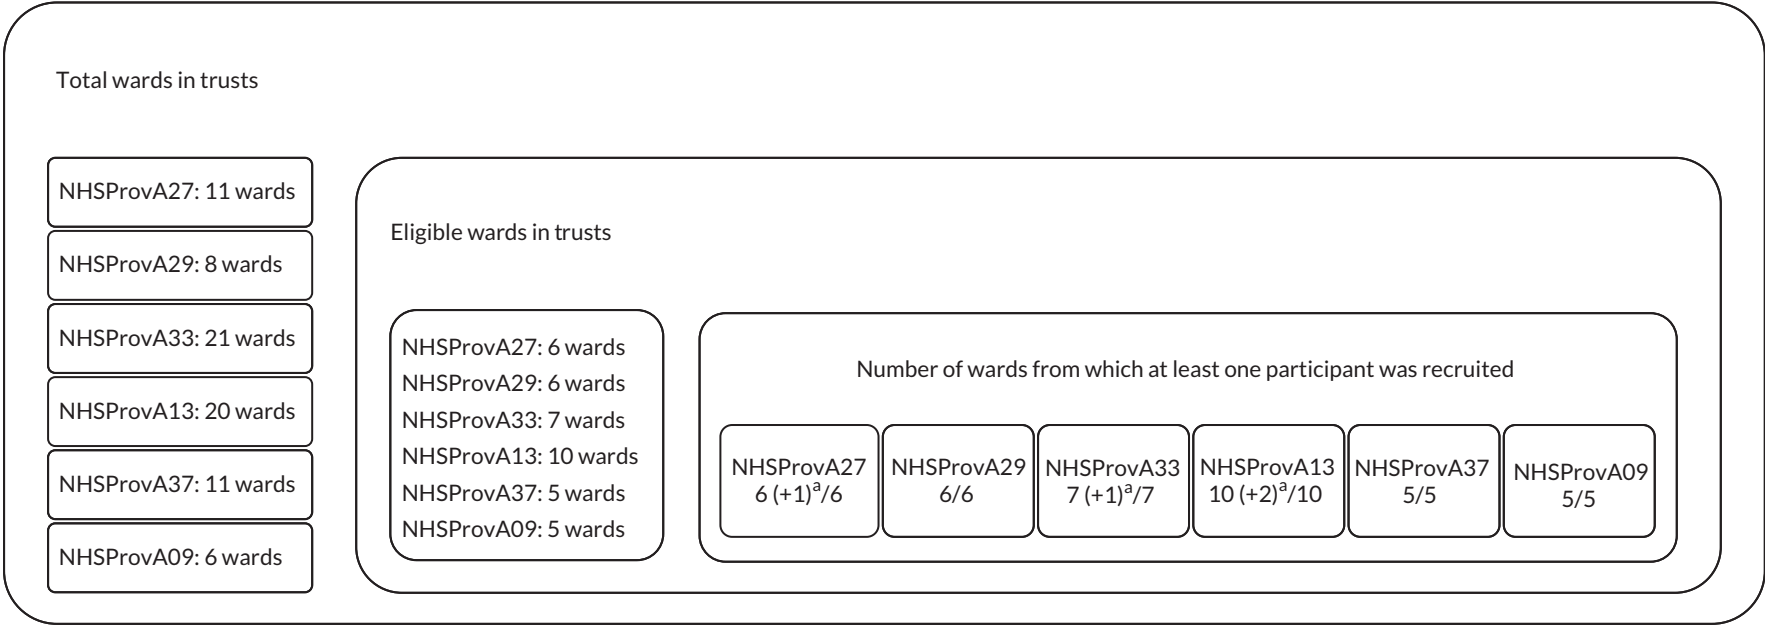 Total wards in trusts
NHSProvA27: 11 wards
NHSProvA29: 8 wards
NHSProvA33: 21 wards
NHSProvA13: 20 wards
NHSProvA37: 11 wards
NHSProvA09: 6 wards
Eligible wards in trusts
NHSProvA27: 6 wards
NHSProvA29: 6 wards
NHSProvA33: 7 wards
NHSProvA13: 10 wards
NHSProvA37: 5 wards
NHSProvA09: 5 wards
Number of wards from which at least one participant was recruited
NHSProvA27
6 (+1)a/6
NHSProvA29
6/6
NHSProvA33
7 (+1)a/7
NHSProvA13
10 (+2)a/10
NHSProvA37
5/5
NHSProvA09
5/5